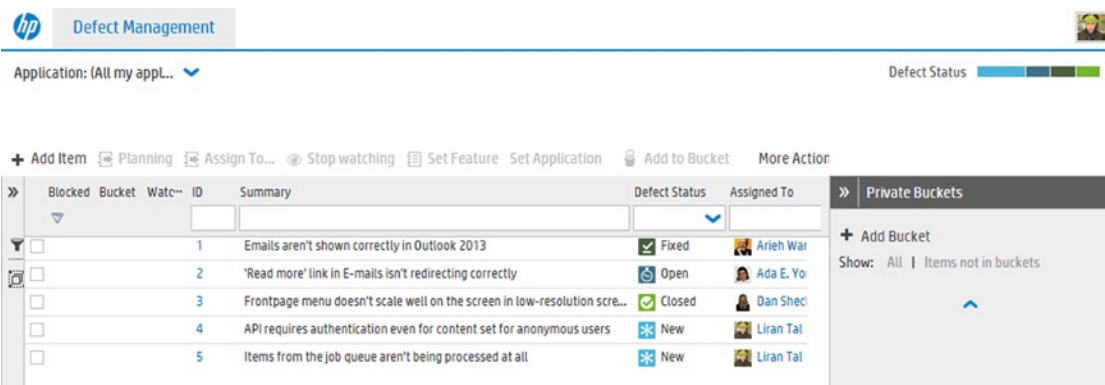 hp Defect Management
Application: (All my appl...
Defect Status
Add Item Planning Assign To... Stop watching Set Feature Set Application Add to Bucket More Action
Blocked Bucket Watc... ID Summary Defect Status Assigned To Private Buckets
Add Bucket
1 Emails aren't shown correctly in Outlook 2013 Fixed Arieh War
Show: All | Items not in buckets
2 'Read more' link in E-mails isn't redirecting correctly Open Ada E. Yo
3 Frontpage menu doesn't scale well on the screen in low-resolution scre... Closed Dan Shec
4 API requires authentication even for content set for anonymous users New Liran Tal
5 Items from the job queue aren't being processed at all New Liran Tal